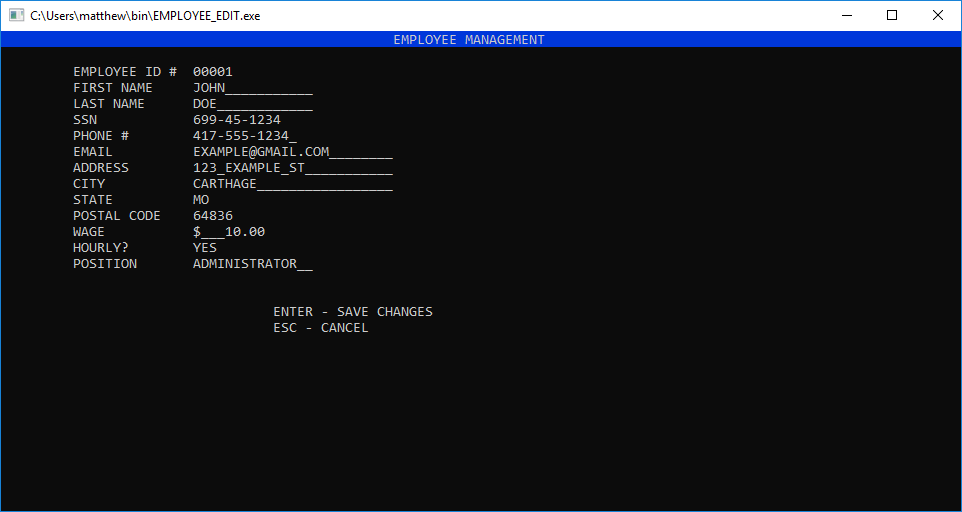 C:\Users\matthew\bin\EMPLOYEE_EDIT.exe
EMPLOYEE MANAGEMENT
EMPLOYEE ID # 00001
FIRST NAME JOHN___________
LAST NAME DOE____________
SSN 699-45-1234
PHONE # 417-555-1234_
EMAIL EXAMPLE@GMAIL.COM________
ADDRESS 123_EXAMPLE_ST___________
CITY CARTHAGE_________________
STATE MO
POSTAL CODE 64836
WAGE $___10.00
HOURLY? YES
POSITION ADMINISTRATOR__
ENTER - SAVE CHANGES
ESC - CANCEL